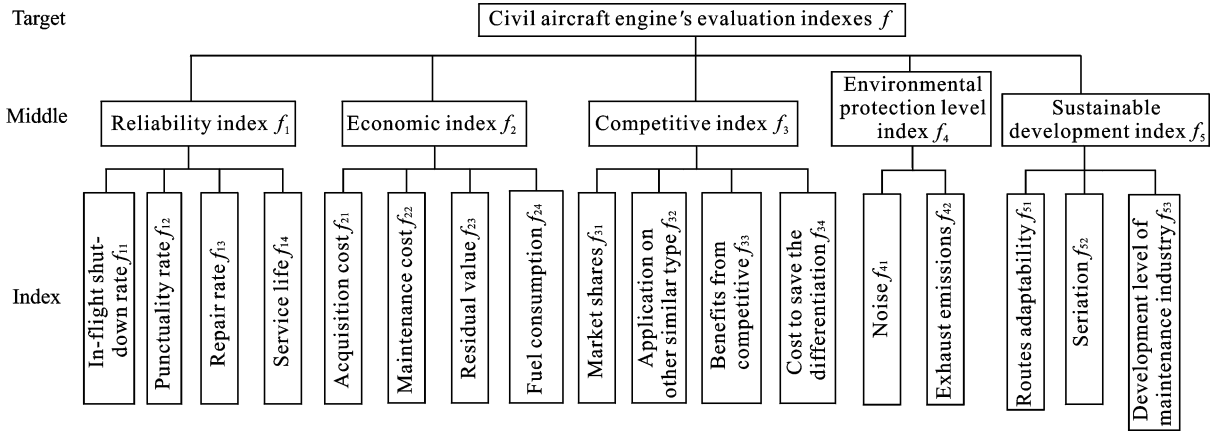 Target
Civil aircraft engine's evaluation indexes f
Middle
Reliability index f1
Economic index f2
Competitive index f3
Environmental
protection level
index f4
Sustainable
development index f5
Index
In-flight shut-
down rate f11
Punctuality rate f12
Repair rate f13
Service life f14
Acquisition cost f21
Maintenance cost f22
Residual value f23
Fuel consumption f24
Market shares f31
Application on
other similar type f32
Benefits from
competitive f33
Cost to save the
differentiation f34
Noise f41
Exhaust emissions f42
Routes adaptability f51
Seriation f52
Development level of
maintenance industry f53